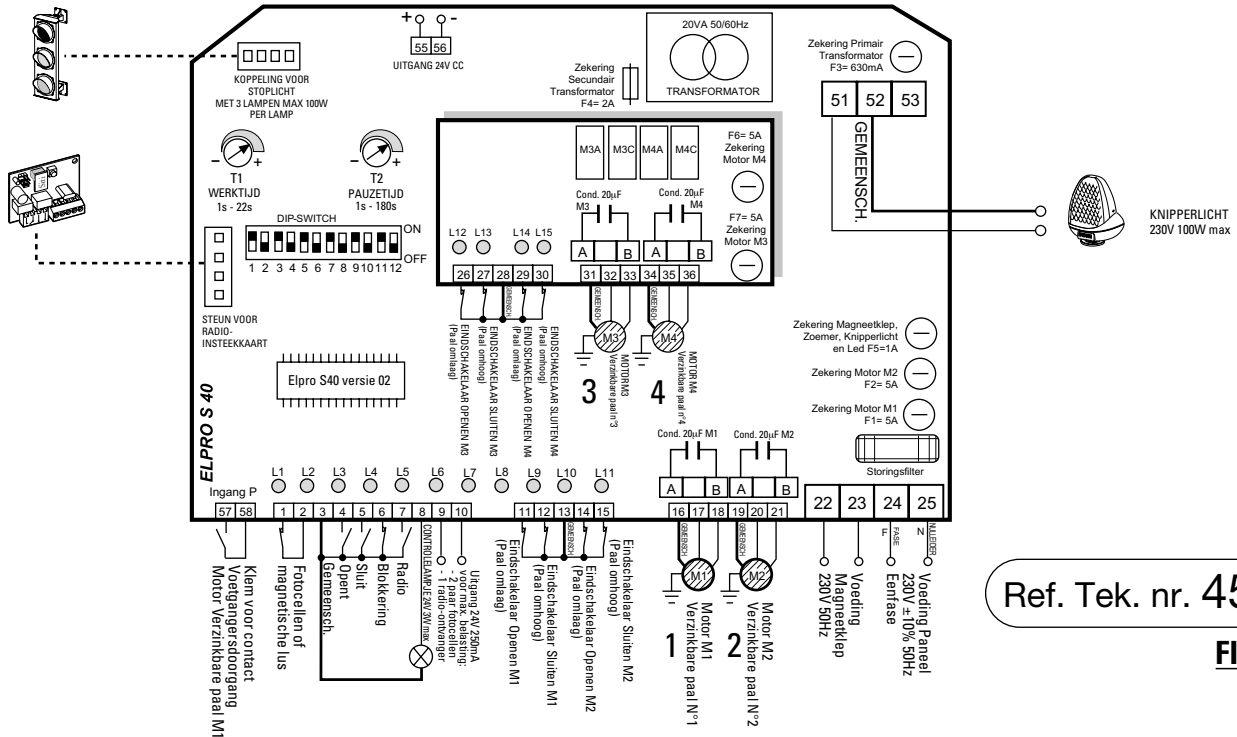 + -
55 56
UITGANG 24V CC
20VA 50/60Hz
TRANSFORMATOR
Zekering
Secundair
Transformator
F4= 2A
Zekering Primair
Transformator
F3= 630mA
51 52 53
GEMEENSCH.
KOPPELING VOOR
STOPLICHT
MET 3 LAMPEN MAX 100W
PER LAMP
- +
T1
WERKTIJD
1s - 22s
- +
T2
PAUZETIJD
1s - 180s
DIP-SWITCH
ON
OFF
1 2 3 4 5 6 7 8 9 10 11 12
STEUN VOOR
RADIO-
INSTEEKKAART
M3A M3C M4A M4C
F6= 5A
Zekering
Motor M4
F7= 5A
Zekering
Motor M3
Cond. 20µF
M3
Cond. 20µF
M4
A B A B
L12 L13 L14 L15
26 27 28 29 30
31 32 33 34 35 36
GEMEENSCH.
GEMEENSCH.
GEMEENSCH.
EINDSCHAKELAAR OPENEN M3
(Paal omlaag)
EINDSCHAKELAAR SLUITEN M3
(Paal omhoog)
EINDSCHAKELAAR OPENEN M4
(Paal omlaag)
EINDSCHAKELAAR SLUITEN M4
(Paal omhoog)
M3
MOTOR M3
Verzinkbare paal n°3
3
M4
MOTOR M4
Verzinkbare paal n°4
4
KNIPPERLICHT
230V 100W max
Zekering Magneetklep,
Zoemer, Knipperlicht
en Led F5=1A
Zekering Motor M2
F2= 5A
Zekering Motor M1
F1= 5A
Storingsfilter
Elpro S40 versie 02
ELPRO S 40
Cond. 20µF M1
Cond. 20µF M2
A B A B
L1 L2 L3 L4 L5 L6 L7 L8 L9 L10 L11
Ingang P
57 58
1 2 3 4 5 6 7 8 9 10
11 12 13 14 15
16 17 18 19 20 21
22 23 24 25
Klem voor contact
Voetgangersdoorgang
Motor Verzinkbare paal M1
Fotocellen of
magnetische lus
Gemeensch.
Opent
Sluit
Blokkering
Radio
CONTROLELAMPJE 24V 3W max
Uitgang 24V 250mA
voor max. belasting:
- 2 paar fotocellen
- 1 radio-ontvanger
GEMEENSCH.
Eindschakelaar Openen M1
(Paal omlaag)
Eindschakelaar Sluiten M1
(Paal omhoog)
Eindschakelaar Openen M2
(Paal omlaag)
Eindschakelaar Sluiten M2
(Paal omhoog)
GEMEENSCH.
GEMEENSCH.
M1
1
Motor M1
Verzinkbare paal N°1
M2
2
Motor M2
Verzinkbare paal N°2
Voeding
Magneetklep
230V 50Hz
F
FASE
N
NULLEIDER
Voeding Paneel
230V ±10% 50Hz
Eenfase
Ref. Tek. nr. 45
FI